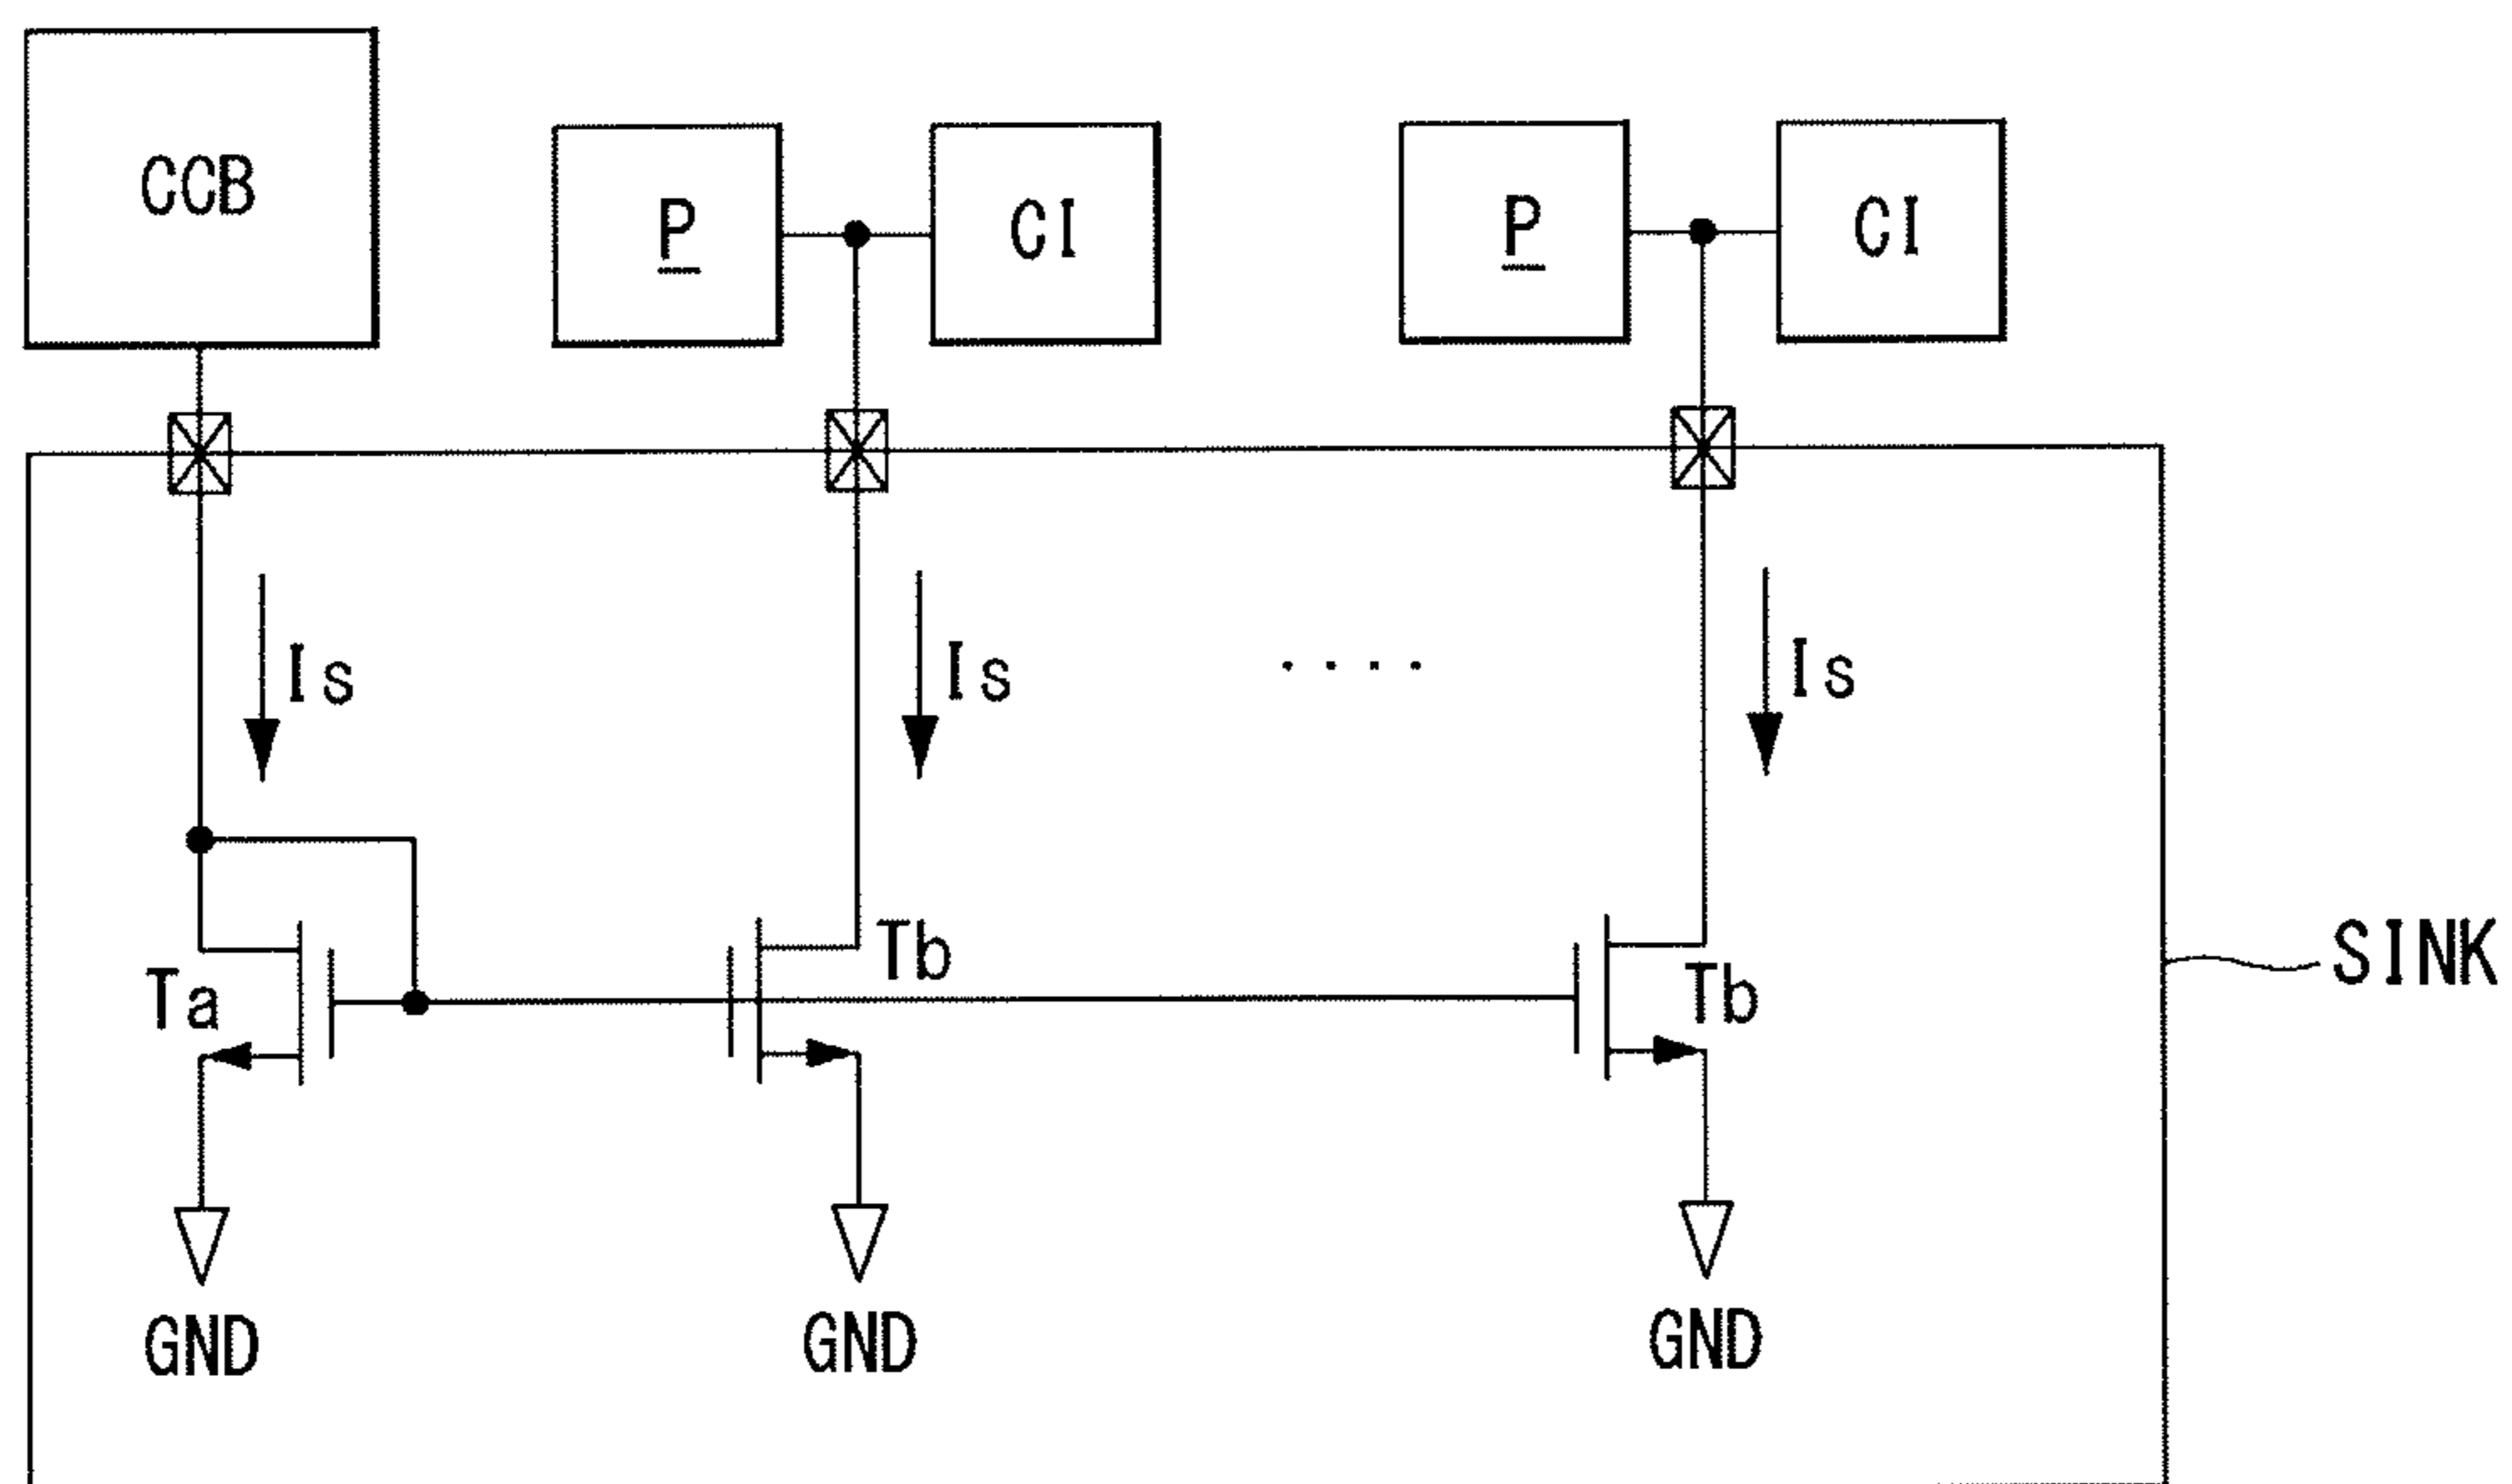 CCB
P
CI
P
CI
Is
Is
....
Is
Ta
Tb
Tb
SINK
GND
GND
GND